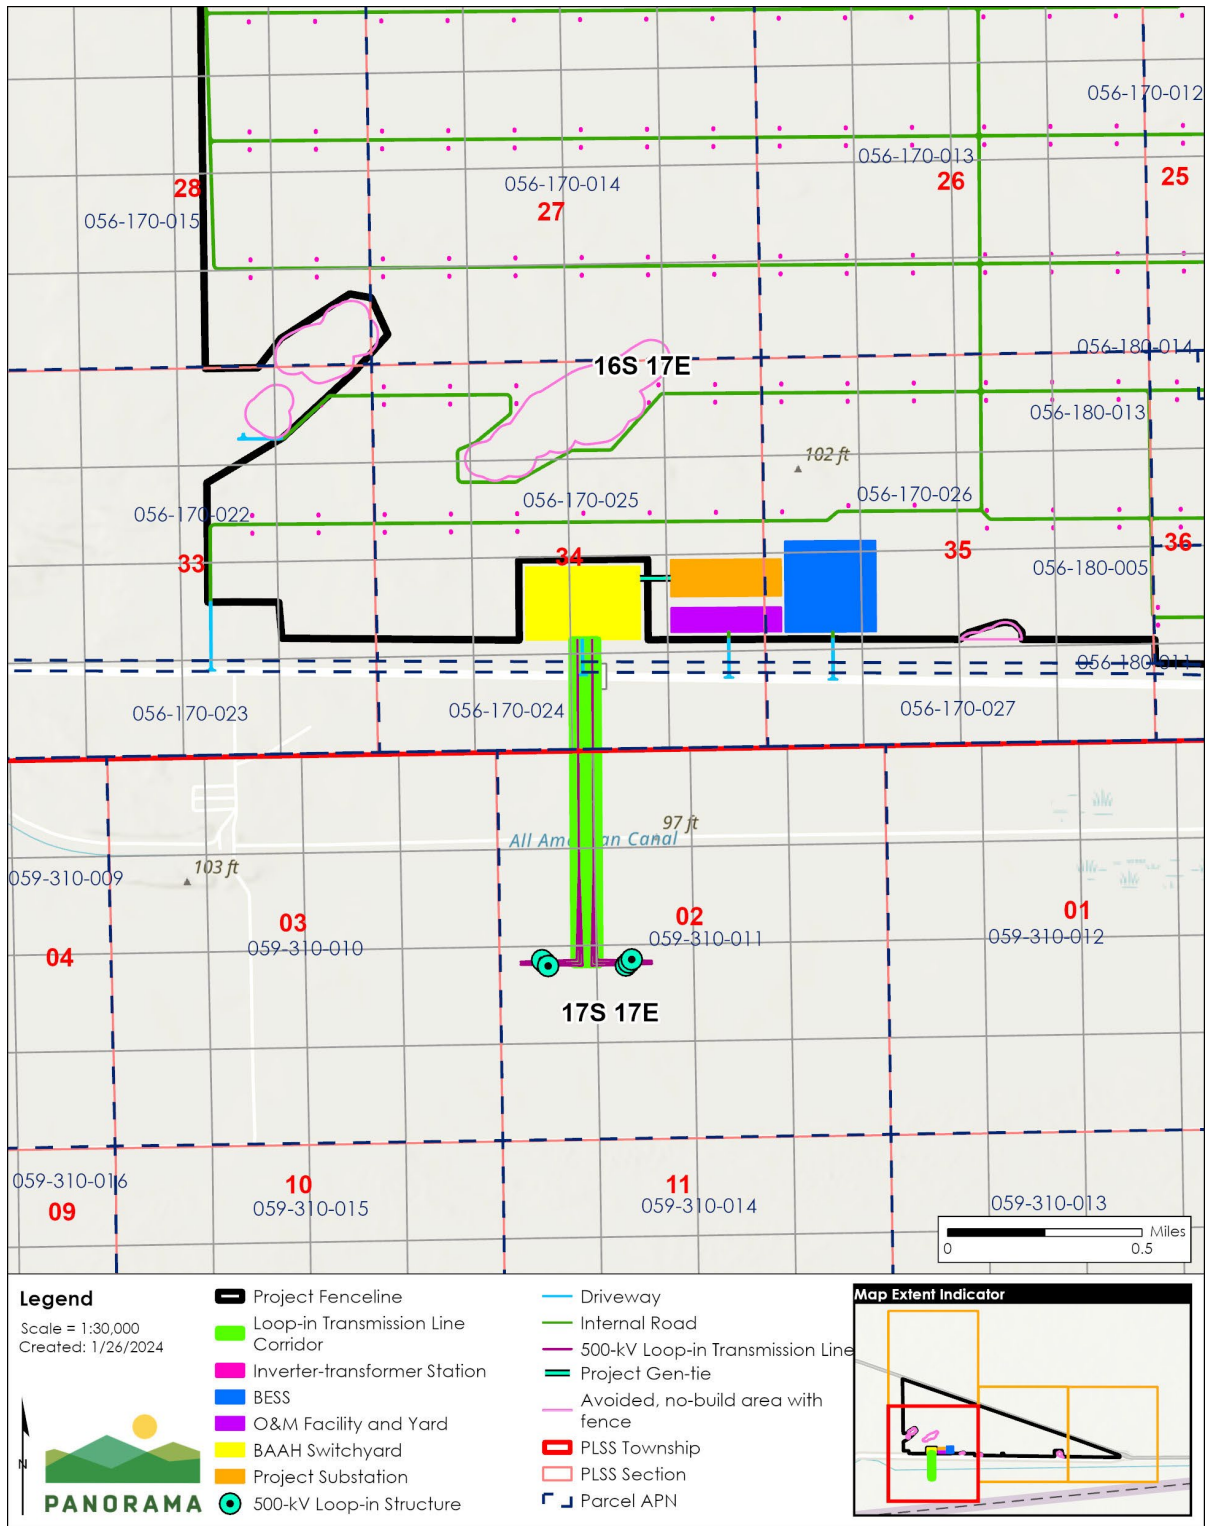 056-170-012
056-170-013
28
056-170-014
26
25
27
056-170-015
16S 17E
056-180-014
056-180-013
102 ft
056-170-025
056-170-026
056-170-022
33
34
35
36
056-180-005
056-180-011
056-170-023
056-170-024
056-170-027
All Am
an Canal
97 ft
103 ft
059-310-009
03
02
01
059-310-010
059-310-011
059-310-012
04
17S 17E
059-310-016
09
10
059-310-015
11
059-310-014
059-310-013
Miles
0
0.5
Legend
Scale = 1:30,000
Created: 1/26/2024
N
PANORAMA
Project Fenceline
Loop-in Transmission Line
Corridor
Inverter-transformer Station
BESS
O&M Facility and Yard
BAAH Switchyard
Project Substation
500-kV Loop-in Structure
Driveway
Internal Road
500-kV Loop-in Transmission Line
Project Gen-tie
Avoided, no-build area with
fence
PLSS Township
PLSS Section
Parcel APN
Map Extent Indicator